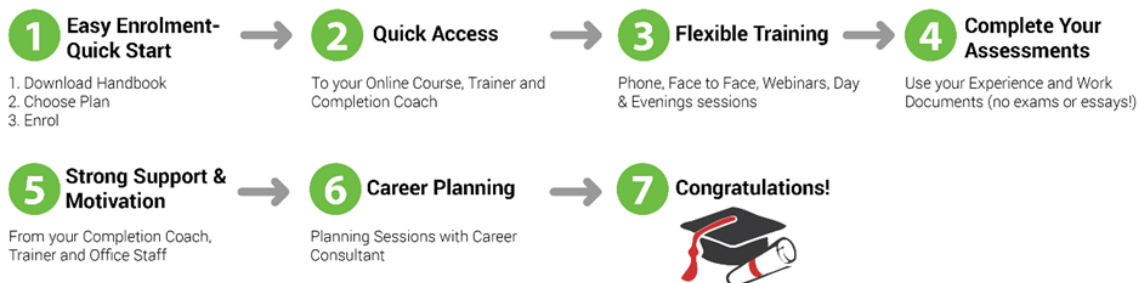 1 Easy Enrolment-
Quick Start
1. Download Handbook
2. Choose Plan
3. Enrol
2 Quick Access
To your Online Course, Trainer and
Completion Coach
3 Flexible Training
Phone, Face to Face, Webinars, Day
& Evenings sessions
4 Complete Your
Assessments
Use your Experience and Work
Documents (no exams or essays!)
5 Strong Support &
Motivation
From your Completion Coach,
Trainer and Office Staff
6 Career Planning
Planning Sessions with Career
Consultant
7 Congratulations!